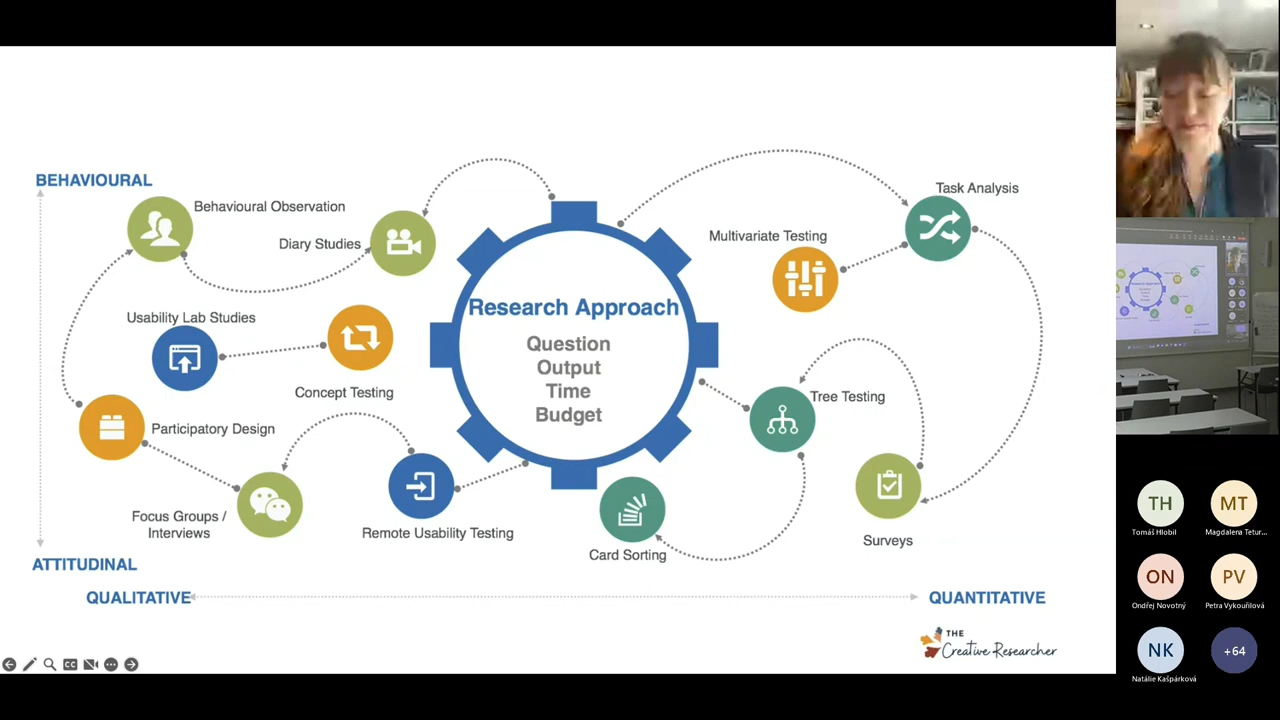 BEHAVIOURAL
Behavioural Observation
Diary Studies
Task Analysis
Multivariate Testing
Usability Lab Studies
Concept Testing
Research Approach
Question
Output
Time
Budget
Tree Testing
Participatory Design
Focus Groups /
Interviews
Remote Usability Testing
Card Sorting
Surveys
ATTITUDINAL
QUALITATIVE
QUANTITATIVE
THE
Creative Researcher
CC
TH
MT
Tomáš Hlobil
Magdalena Tetur...
ON
PV
Ondřej Novotný
Petra Vykouřilová
NK
+64
Natálie Kašpárková